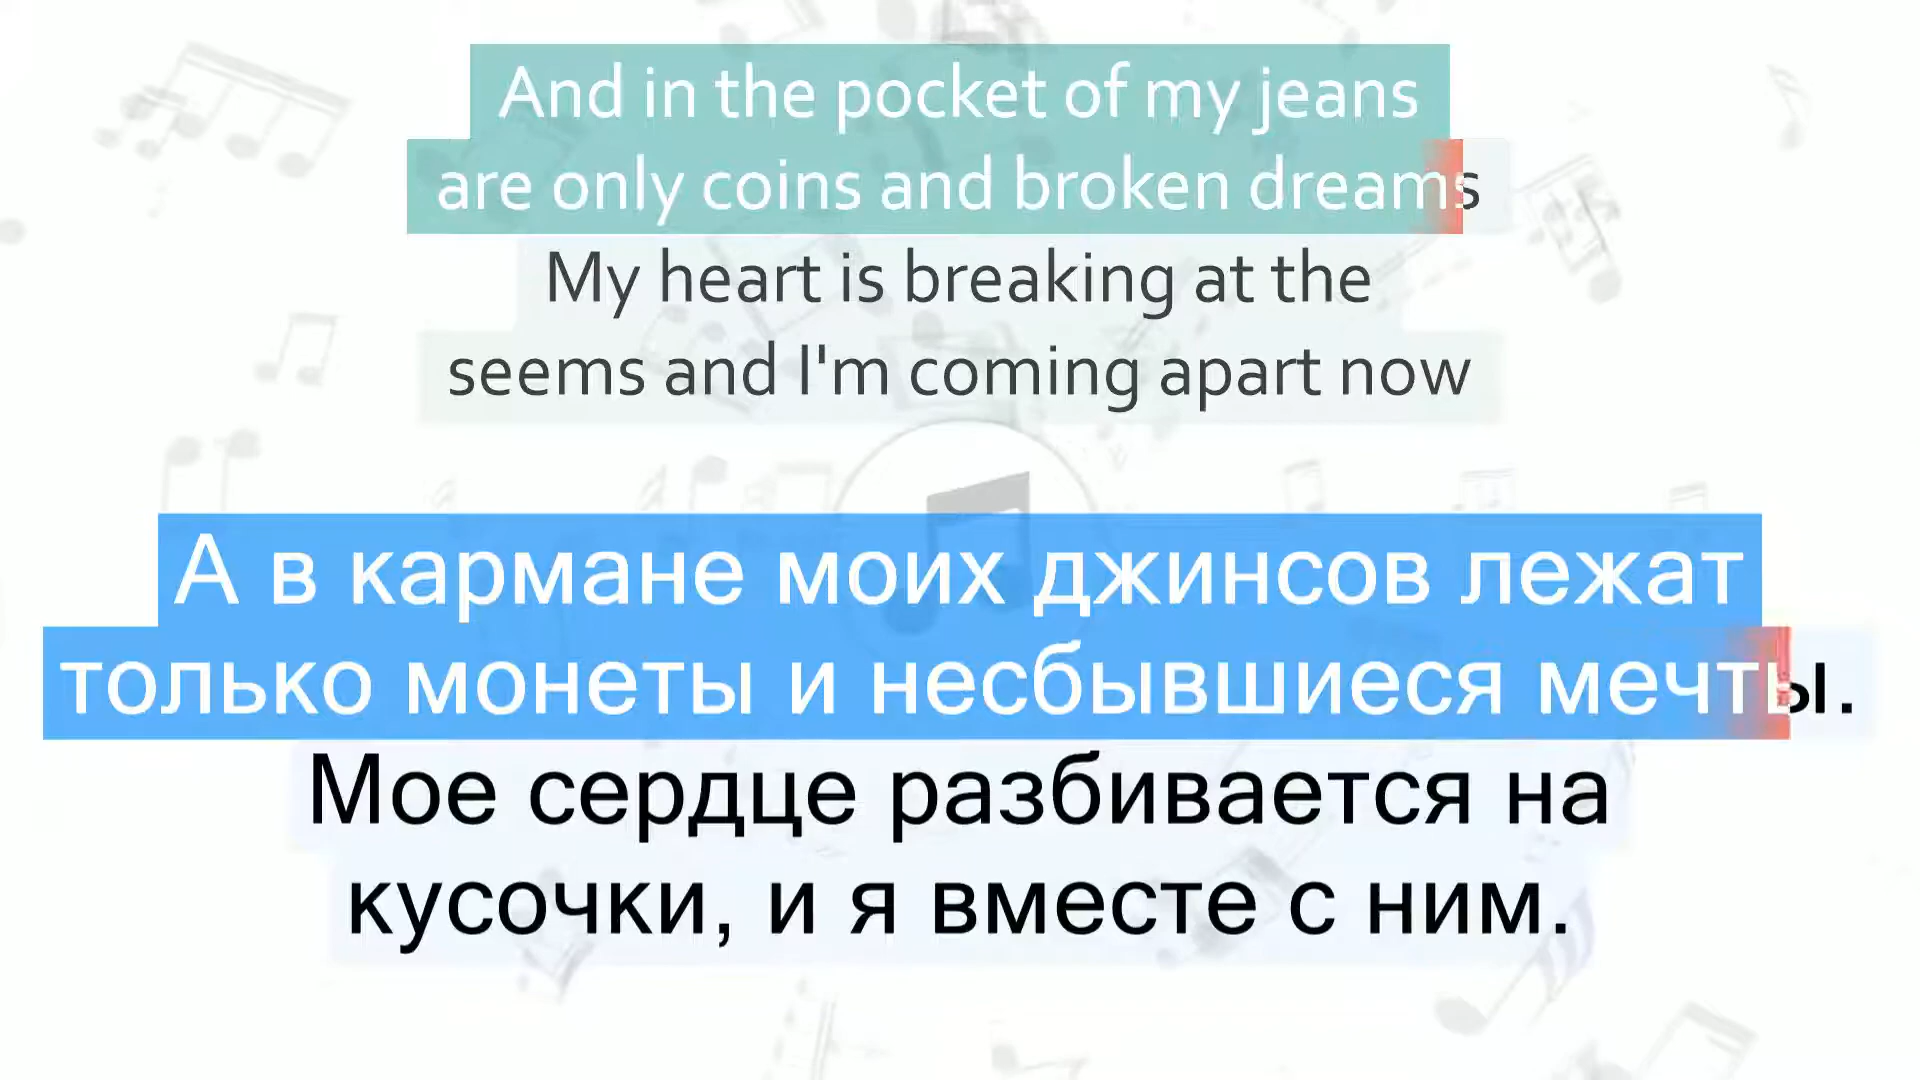 And in the pocket of my jeans
are only coins and broken dreams
My heart is breaking at the
seems and I'm coming apart now
А в кармане моих джинсов лежат
только монеты и несбывшиеся мечты.
Мое сердце разбивается на
кусочки, и я вместе с ним.